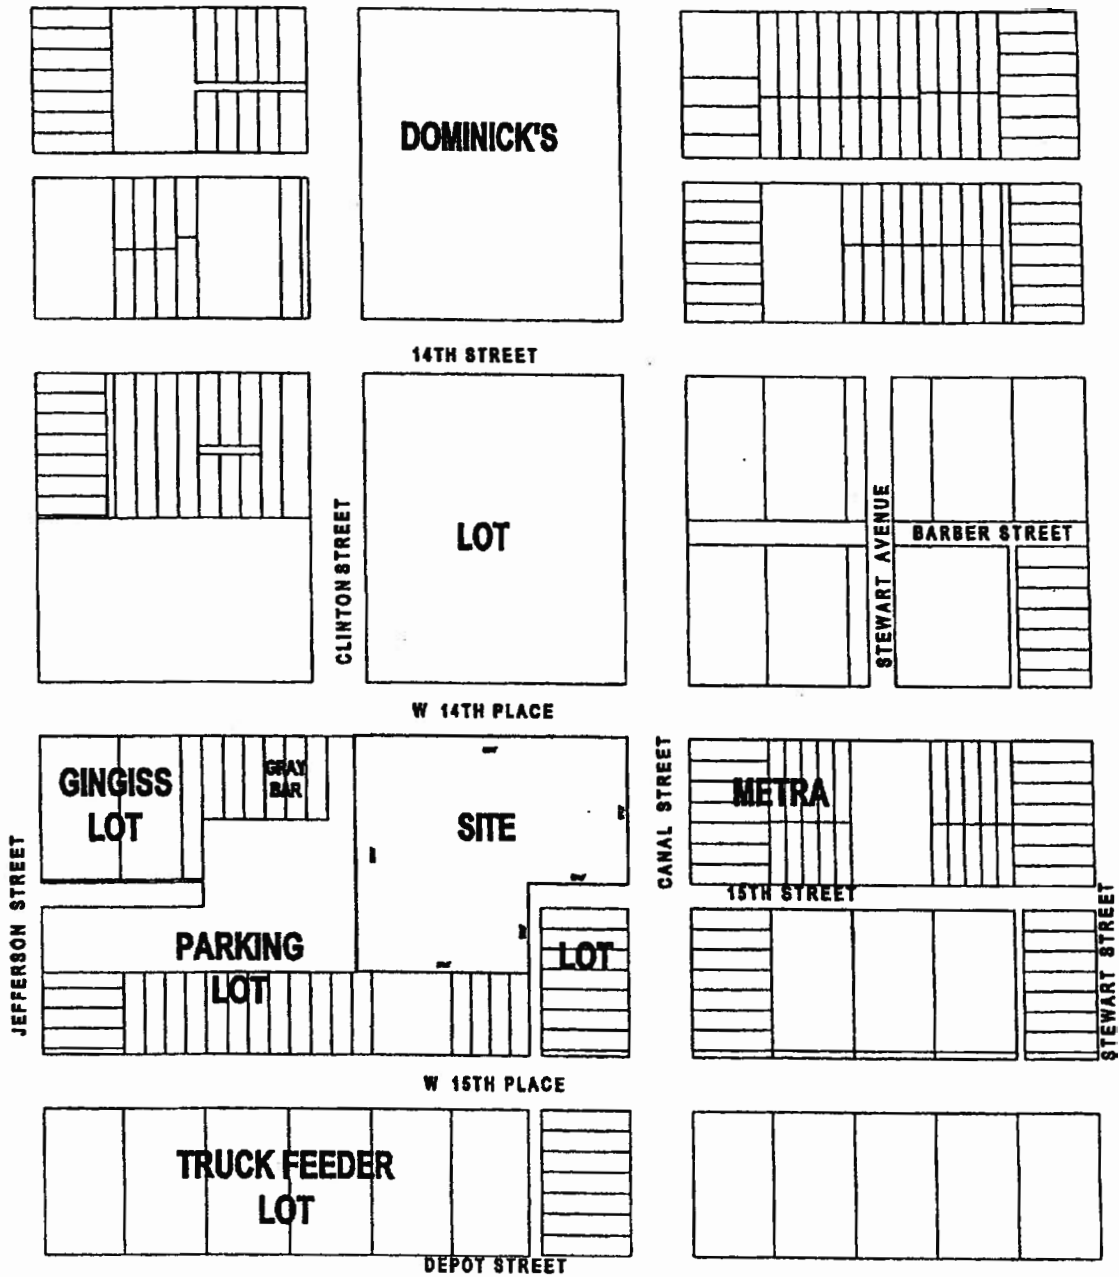 DOMINICK'S
14TH STREET
CLINTON STREET
LOT
STEWART AVENUE
BARBER STREET
W 14TH PLACE
GINGISS
LOT
GRAY
BAR
SITE
CANAL STREET
METRA
15TH STREET
JEFFERSON STREET
PARKING
LOT
LOT
STEWART STREET
W 15TH PLACE
TRUCK FEEDER
LOT
DEPOT STREET